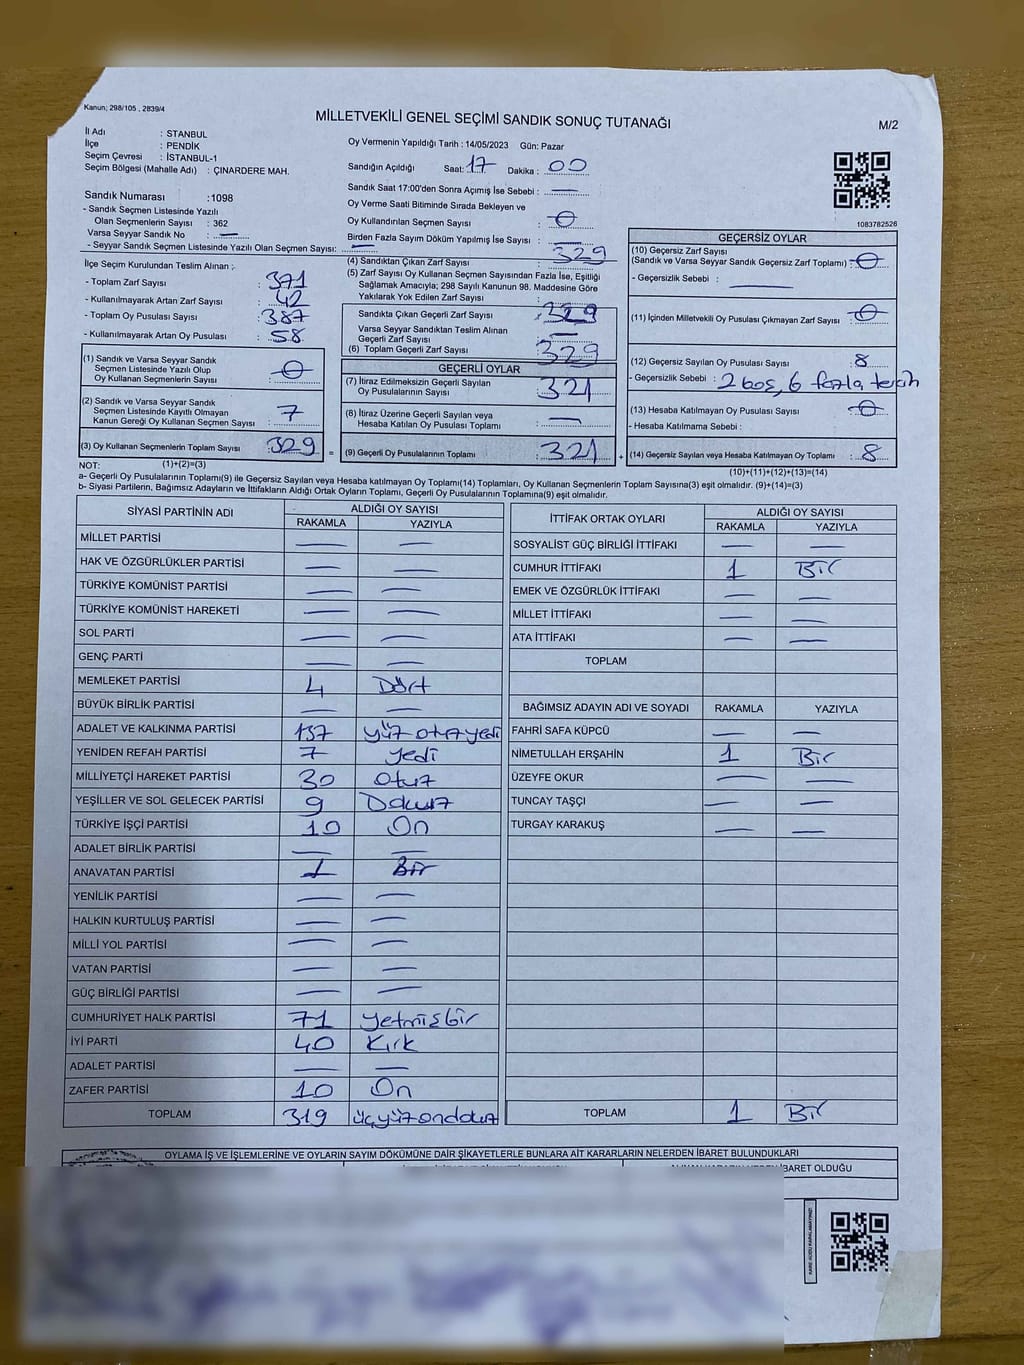 Kanun; 298/105 , 2839/4
MİLLETVEKİLİ GENEL SEÇİMİ SANDIK SONUÇ TUTANAĞI
M/2
İl Adı : STANBUL
İlçe : PENDİK
Seçim Çevresi : İSTANBUL-1
Seçim Bölgesi (Mahalle Adı) : ÇINARDERE MAH.
Oy Vermenin Yapıldığı Tarih : 14/05/2023 Gün: Pazar
Sandığın Açıldığı Saat: 17 Dakika : 00
Sandık Saat 17:00'den Sonra Açımış İse Sebebi : —
Oy Verme Saati Bitiminde Sırada Bekleyen ve
Oy Kullandırılan Seçmen Sayısı : 0
Birden Fazla Sayım Döküm Yapılmış İse Sayısı : —
Sandık Numarası :1098
- Sandık Seçmen Listesinde Yazılı
Olan Seçmenlerin Sayısı : 362
Varsa Seyyar Sandık No : —
- Seyyar Sandık Seçmen Listesinde Yazılı Olan Seçmen Sayısı:
İlçe Seçim Kurulundan Teslim Alınan ;
- Toplam Zarf Sayısı : 371
- Kullanılmayarak Artan Zarf Sayısı : 42
- Toplam Oy Pusulası Sayısı : 387
- Kullanılmayarak Artan Oy Pusulası : 58
(1) Sandık ve Varsa Seyyar Sandık
Seçmen Listesinde Yazılı Olup
Oy Kullanan Seçmenlerin Sayısı : 0
(2) Sandık ve Varsa Seyyar Sandık
Seçmen Listesinde Kayıtlı Olmayan
Kanun Gereği Oy Kullanan Seçmen Sayısı : 7
(3) Oy Kullanan Seçmenlerin Toplam Sayısı : 329
(4) Sandıktan Çıkan Zarf Sayısı : 329
(5) Zarf Sayısı Oy Kullanan Seçmen Sayısından Fazla İse, Eşitliği
Sağlamak Amacıyla; 298 Sayılı Kanunun 98. Maddesine Göre
Yakılarak Yok Edilen Zarf Sayısı :
Sandıkta Çıkan Geçerli Zarf Sayısı : 329
Varsa Seyyar Sandıktan Teslim Alınan
Geçerli Zarf Sayısı : —
(6) Toplam Geçerli Zarf Sayısı : 329
GEÇERLİ OYLAR
(7) İtiraz Edilmeksizin Geçerli Sayılan
Oy Pusulalarının Sayısı : 321
(8) İtiraz Üzerine Geçerli Sayılan veya
Hesaba Katılan Oy Pusulası Toplamı : —
= (9) Geçerli Oy Pusulalarının Toplamı : 321 +
1083782526
GEÇERSİZ OYLAR
(10) Geçersiz Zarf Sayısı
(Sandık ve Varsa Seyyar Sandık Geçersiz Zarf Toplamı) : 0
- Geçersizlik Sebebi : —
(11) İçinden Milletvekili Oy Pusulası Çıkmayan Zarf Sayısı : 0
(12) Geçersiz Sayılan Oy Pusulası Sayısı : 8
- Geçersizlik Sebebi : 2 boş, 6 fazla tercih
(13) Hesaba Katılmayan Oy Pusulası Sayısı : 0
- Hesaba Katılmama Sebebi :
(14) Geçersiz Sayılan veya Hesaba Katılmayan Oy Toplamı : 8
NOT: (1)+(2)=(3)
(10)+(11)+(12)+(13)=(14)
a- Geçerli Oy Pusulalarının Toplamı(9) ile Geçersiz Sayılan veya Hesaba Katılmayan Oy Toplamı(14) Toplamları, Oy Kullanan Seçmenlerin Toplam Sayısına(3) eşit olmalıdır. (9)+(14)=(3)
b- Siyasi Partilerin, Bağımsız Adayların ve İttifakların Aldığı Ortak Oyların Toplamı, Geçerli Oy Pusulalarının Toplamına(9) eşit olmalıdır.
SİYASİ PARTİNİN ADI ALDIĞI OY SAYISI
RAKAMLA YAZIYLA
MİLLET PARTİSİ — —
HAK VE ÖZGÜRLÜKLER PARTİSİ — —
TÜRKİYE KOMÜNİST PARTİSİ — —
TÜRKİYE KOMÜNİST HAREKETİ — —
SOL PARTİ — —
GENÇ PARTİ — —
MEMLEKET PARTİSİ 4 Dört
BÜYÜK BİRLİK PARTİSİ — —
ADALET VE KALKINMA PARTİSİ 137 yüz otuz yedi
YENİDEN REFAH PARTİSİ 7 yedi
MİLLİYETÇİ HAREKET PARTİSİ 30 otuz
YEŞİLLER VE SOL GELECEK PARTİSİ 9 Dokuz
TÜRKİYE İŞÇİ PARTİSİ 10 On
ADALET BİRLİK PARTİSİ — —
ANAVATAN PARTİSİ 1 Bir
YENİLİK PARTİSİ — —
HALKIN KURTULUŞ PARTİSİ — —
MİLLİ YOL PARTİSİ — —
VATAN PARTİSİ — —
GÜÇ BİRLİĞİ PARTİSİ — —
CUMHURİYET HALK PARTİSİ 71 yetmişbir
İYİ PARTİ 40 Kırk
ADALET PARTİSİ — —
ZAFER PARTİSİ 10 On
TOPLAM 319 üçyüzondokuz
İTTİFAK ORTAK OYLARI ALDIĞI OY SAYISI
RAKAMLA YAZIYLA
SOSYALIST GÜÇ BİRLİĞİ İTTİFAKI — —
CUMHUR İTTİFAKI 1 Bir
EMEK VE ÖZGÜRLÜK İTTİFAKI — —
MİLLET İTTİFAKI — —
ATA İTTİFAKI — —
TOPLAM
BAĞIMSIZ ADAYIN ADI VE SOYADI RAKAMLA YAZIYLA
FAHRİ SAFA KÜPCÜ — —
NİMETULLAH ERŞAHİN 1 Bir
ÜZEYFE OKUR — —
TUNCAY TAŞÇI — —
TURGAY KARAKUŞ — —
TOPLAM 1 Bir
OYLAMA İŞ VE İŞLEMLERİNE VE OYLARIN SAYIM DÖKÜMÜNE DAİR ŞİKAYETLERLE BUNLARA AİT KARARLARIN NELERDEN İBARET BULUNDUKLARI
İBARET OLDUĞU